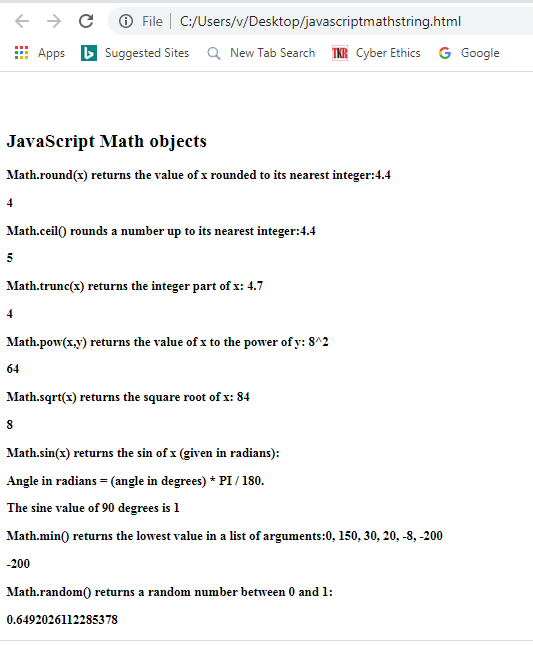 File | C:/Users/v/Desktop/javascriptmathstring.html
Apps Suggested Sites New Tab Search TKR Cyber Ethics Google
JavaScript Math objects
Math.round(x) returns the value of x rounded to its nearest integer:4.4
4
Math.ceil() rounds a number up to its nearest integer:4.4
5
Math.trunc(x) returns the integer part of x: 4.7
4
Math.pow(x,y) returns the value of x to the power of y: 8^2
64
Math.sqrt(x) returns the square root of x: 84
8
Math.sin(x) returns the sin of x (given in radians):
Angle in radians = (angle in degrees) * PI / 180.
The sine value of 90 degrees is 1
Math.min() returns the lowest value in a list of arguments:0, 150, 30, 20, -8, -200
-200
Math.random() returns a random number between 0 and 1:
0.6492026112285378